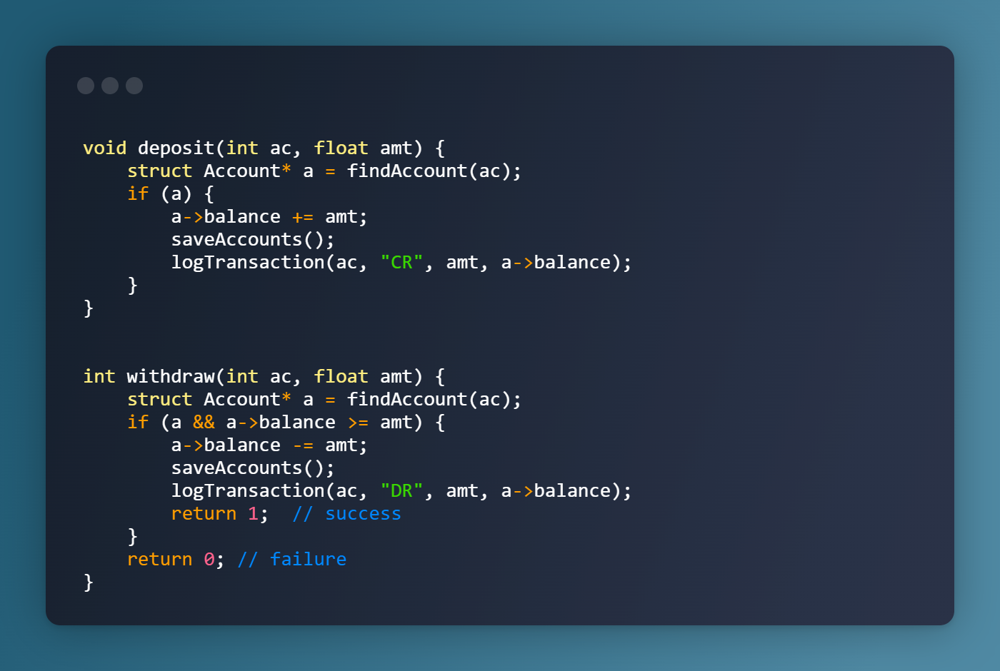 void deposit(int ac, float amt) {
    struct Account* a = findAccount(ac);
    if (a) {
        a->balance += amt;
        saveAccounts();
        logTransaction(ac, "CR", amt, a->balance);
    }
}
int withdraw(int ac, float amt) {
    struct Account* a = findAccount(ac);
    if (a && a->balance >= amt) {
        a->balance -= amt;
        saveAccounts();
        logTransaction(ac, "DR", amt, a->balance);
        return 1;  // success
    }
    return 0; // failure
}